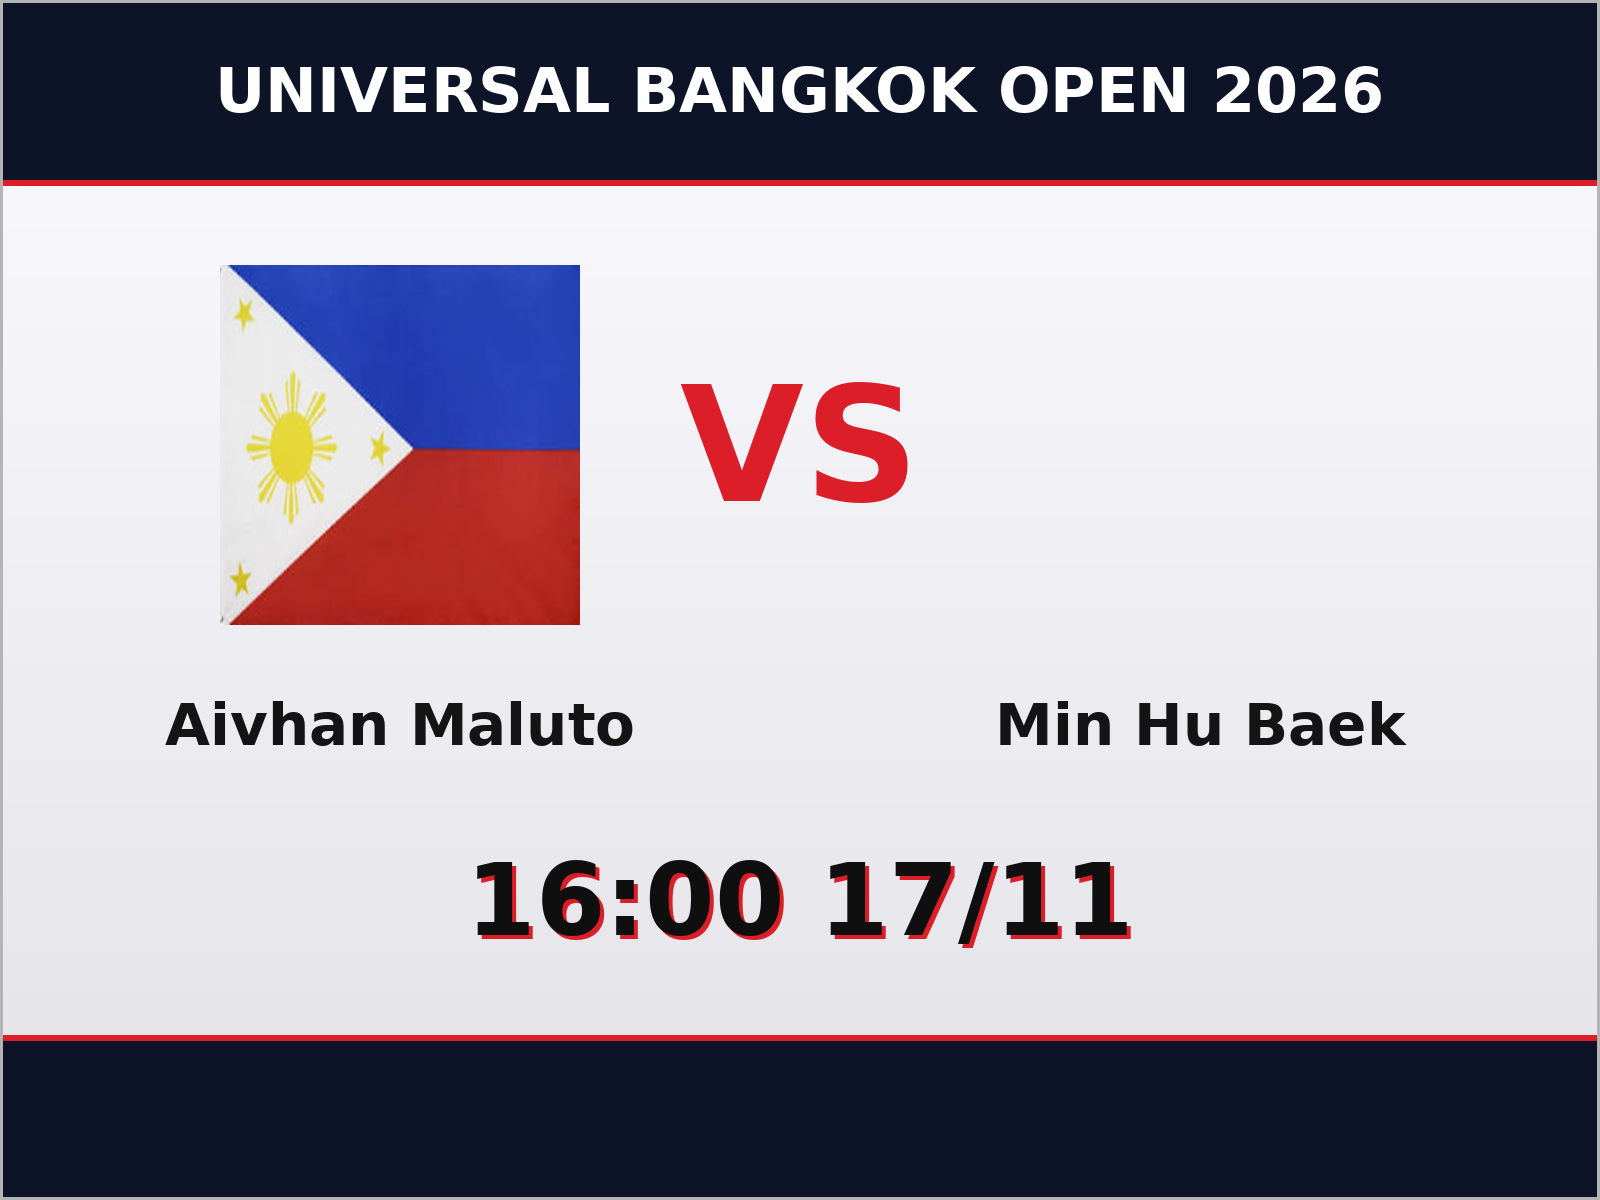 UNIVERSAL BANGKOK OPEN 2026
VS
Aivhan Maluto
Min Hu Baek
16:00 17/11